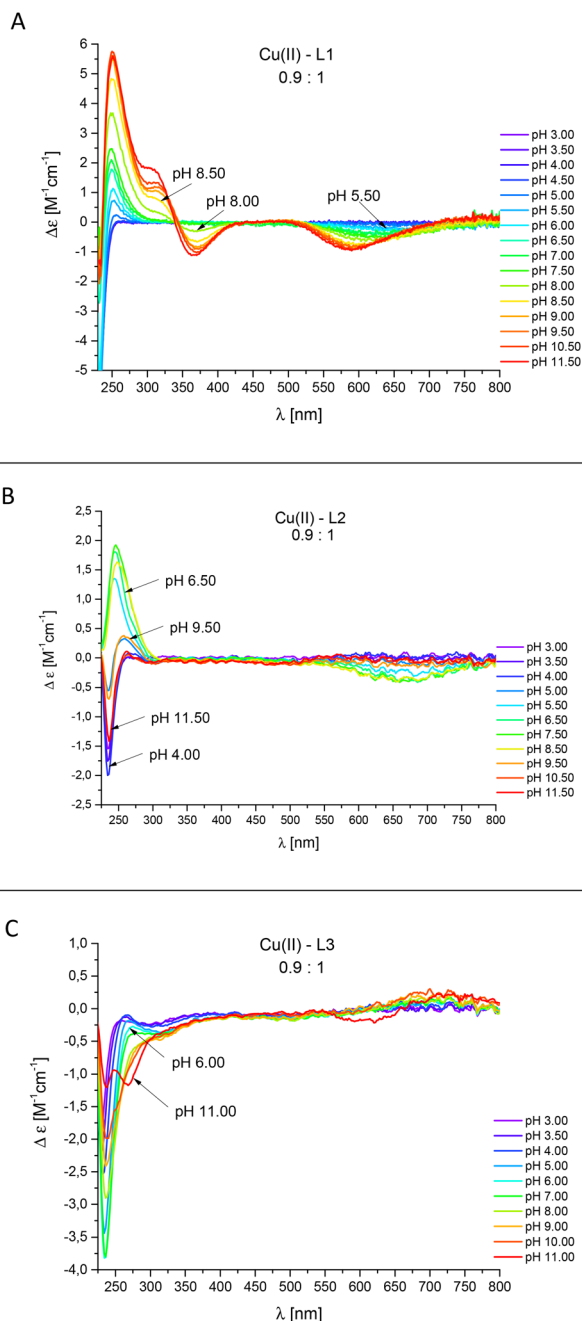 A
Cu(II) - L1
0.9 : 1
6
5
4
3
2
1
0
-1
-2
-3
-4
-5
Δε [M⁻¹cm⁻¹]
pH 8.50
pH 8.00
pH 5.50
pH 3.00
pH 3.50
pH 4.00
pH 4.50
pH 5.00
pH 5.50
pH 6.00
pH 6.50
pH 7.00
pH 7.50
pH 8.00
pH 8.50
pH 9.00
pH 9.50
pH 10.50
pH 11.50
250 300 350 400 450 500 550 600 650 700 750 800
λ [nm]
B
Cu(II) - L2
0.9 : 1
2,5
2,0
1,5
1,0
0,5
0,0
-0,5
-1,0
-1,5
-2,0
-2,5
Δ ε [M⁻¹cm⁻¹]
pH 6.50
pH 9.50
pH 11.50
pH 4.00
pH 3.00
pH 3.50
pH 4.00
pH 5.00
pH 5.50
pH 6.50
pH 7.50
pH 8.50
pH 9.50
pH 10.50
pH 11.50
250 300 350 400 450 500 550 600 650 700 750 800
λ [nm]
C
Cu(II) - L3
0.9 : 1
1,0
0,5
0,0
-0,5
-1,0
-1,5
-2,0
-2,5
-3,0
-3,5
-4,0
Δ ε [M⁻¹cm⁻¹]
pH 6.00
pH 11.00
pH 3.00
pH 3.50
pH 4.00
pH 5.00
pH 6.00
pH 7.00
pH 8.00
pH 9.00
pH 10.00
pH 11.00
250 300 350 400 450 500 550 600 650 700 750 800
λ [nm]